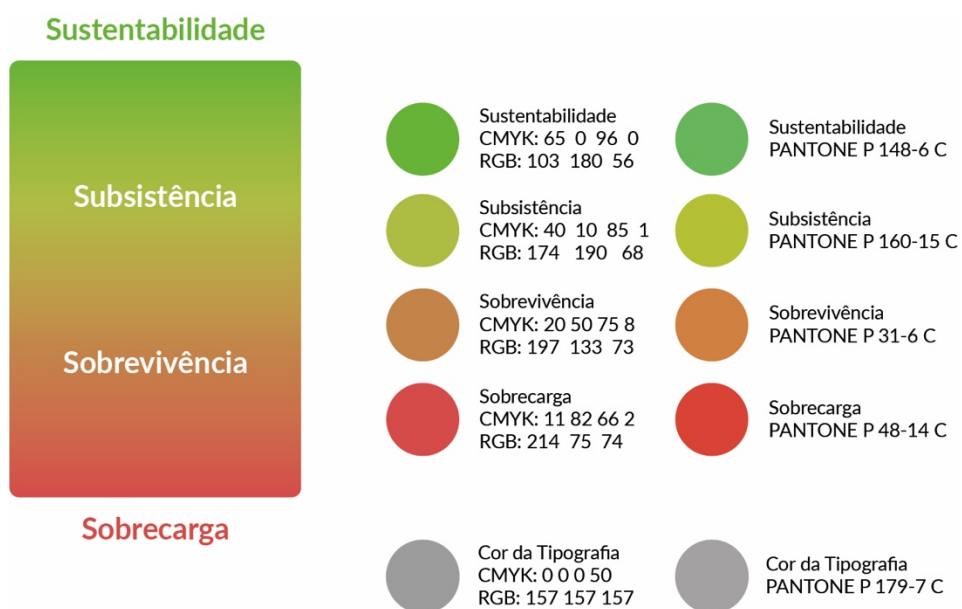 Sustentabilidade
Subsistência
Sobrevivência
Sobrecarga
Sustentabilidade
CMYK: 65 0 96 0
RGB: 103 180 56
Sustentabilidade
PANTONE P 148-6 C
Subsistência
CMYK: 40 10 85 1
RGB: 174 190 68
Subsistência
PANTONE P 160-15 C
Sobrevivência
CMYK: 20 50 75 8
RGB: 197 133 73
Sobrevivência
PANTONE P 31-6 C
Sobrecarga
CMYK: 11 82 66 2
RGB: 214 75 74
Sobrecarga
PANTONE P 48-14 C
Cor da Tipografia
CMYK: 0 0 0 50
RGB: 157 157 157
Cor da Tipografia
PANTONE P 179-7 C